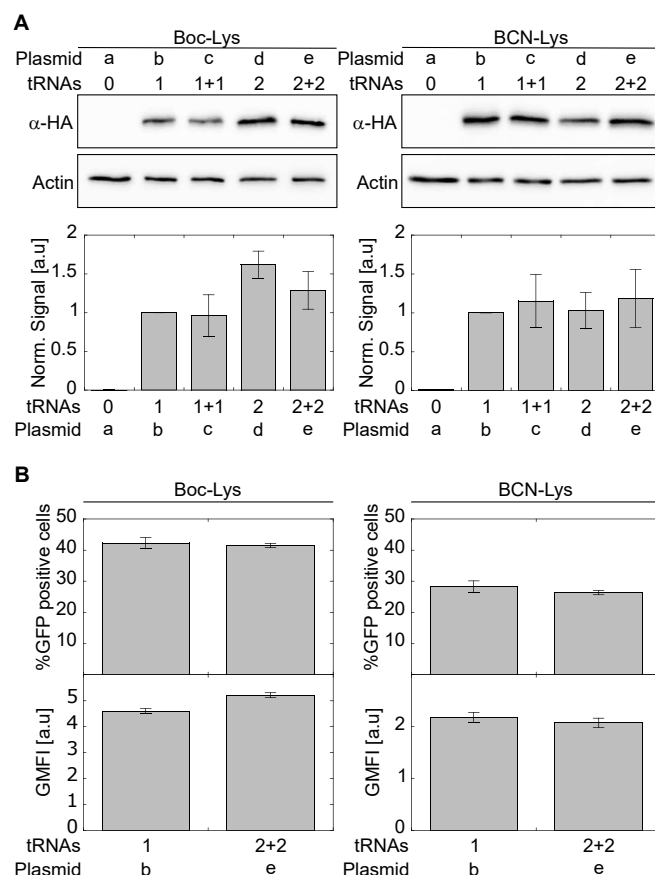 A
Boc-Lys
Plasmid a b c d e
tRNAs 0 1 1+1 2 2+2
α-HA
Actin
BCN-Lys
Plasmid a b c d e
tRNAs 0 1 1+1 2 2+2
α-HA
Actin
Norm. Signal [a.u]
2
1.5
1
0.5
0
tRNAs 0 1 1+1 2 2+2
Plasmid a b c d e
Norm. Signal [a.u]
2
1.5
1
0.5
0
tRNAs 0 1 1+1 2 2+2
Plasmid a b c d e
B
Boc-Lys
%GFP positive cells
50
40
30
20
10
GMFI [a.u]
5
4
3
2
1
0
tRNAs 1 2+2
Plasmid b e
BCN-Lys
%GFP positive cells
50
40
30
20
10
GMFI [a.u]
2
1
0
tRNAs 1 2+2
Plasmid b e